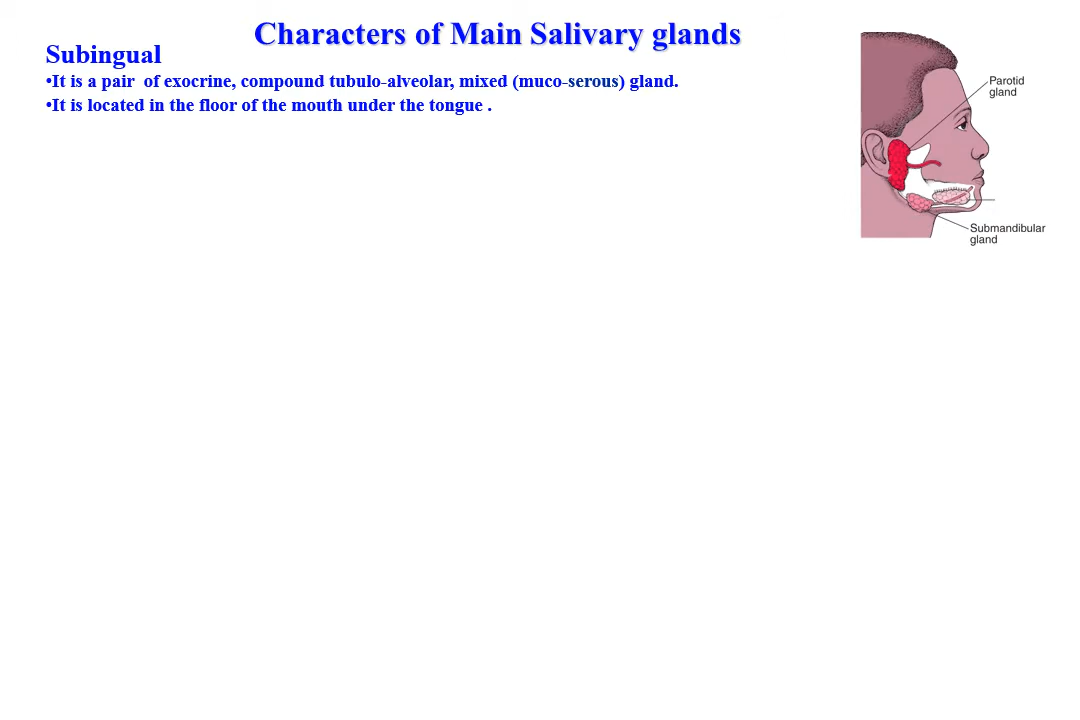 Characters of Main Salivary glands
Subingual
•It is a pair  of exocrine, compound tubulo-alveolar, mixed (muco-serous) gland.
•It is located in the floor of the mouth under the tongue .
Parotid
gland
Submandibular
gland